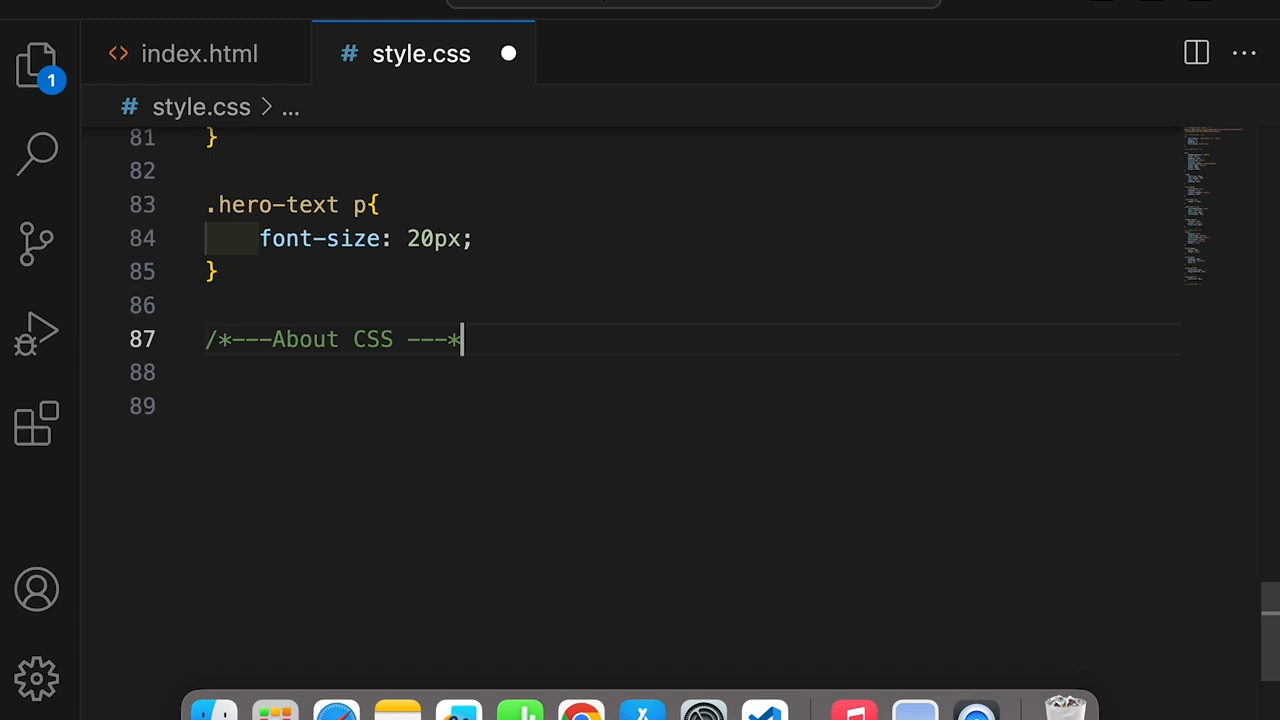 index.html
# style.css
1
# style.css > ...
81 }
82
83 .hero-text p{
84 font-size: 20px;
85 }
86
87 /*---About CSS ---*
88
89